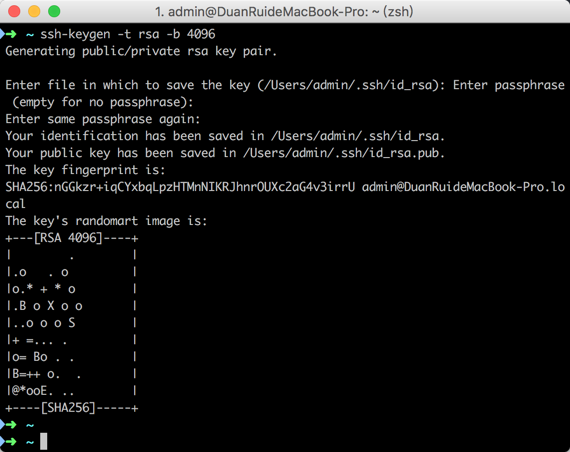 1. admin@DuanRuideMacBook-Pro: ~ (zsh)
➜ ~ ssh-keygen -t rsa -b 4096
Generating public/private rsa key pair.
Enter file in which to save the key (/Users/admin/.ssh/id_rsa): Enter passphrase
 (empty for no passphrase):
Enter same passphrase again:
Your identification has been saved in /Users/admin/.ssh/id_rsa.
Your public key has been saved in /Users/admin/.ssh/id_rsa.pub.
The key fingerprint is:
SHA256:nGGkzr+iqCYxbqLpzHTMnNIKRJhnrOUXc2aG4v3irrU admin@DuanRuideMacBook-Pro.lo
cal
The key's randomart image is:
+---[RSA 4096]----+
|        .        |
|.o   . o         |
|o.* + * o        |
|.B o X o o       |
|..o o o S        |
|+ =... .         |
|o= Bo . .        |
|B=++ o.  .       |
|@*ooE. ..        |
+----[SHA256]-----+
➜ ~
➜ ~